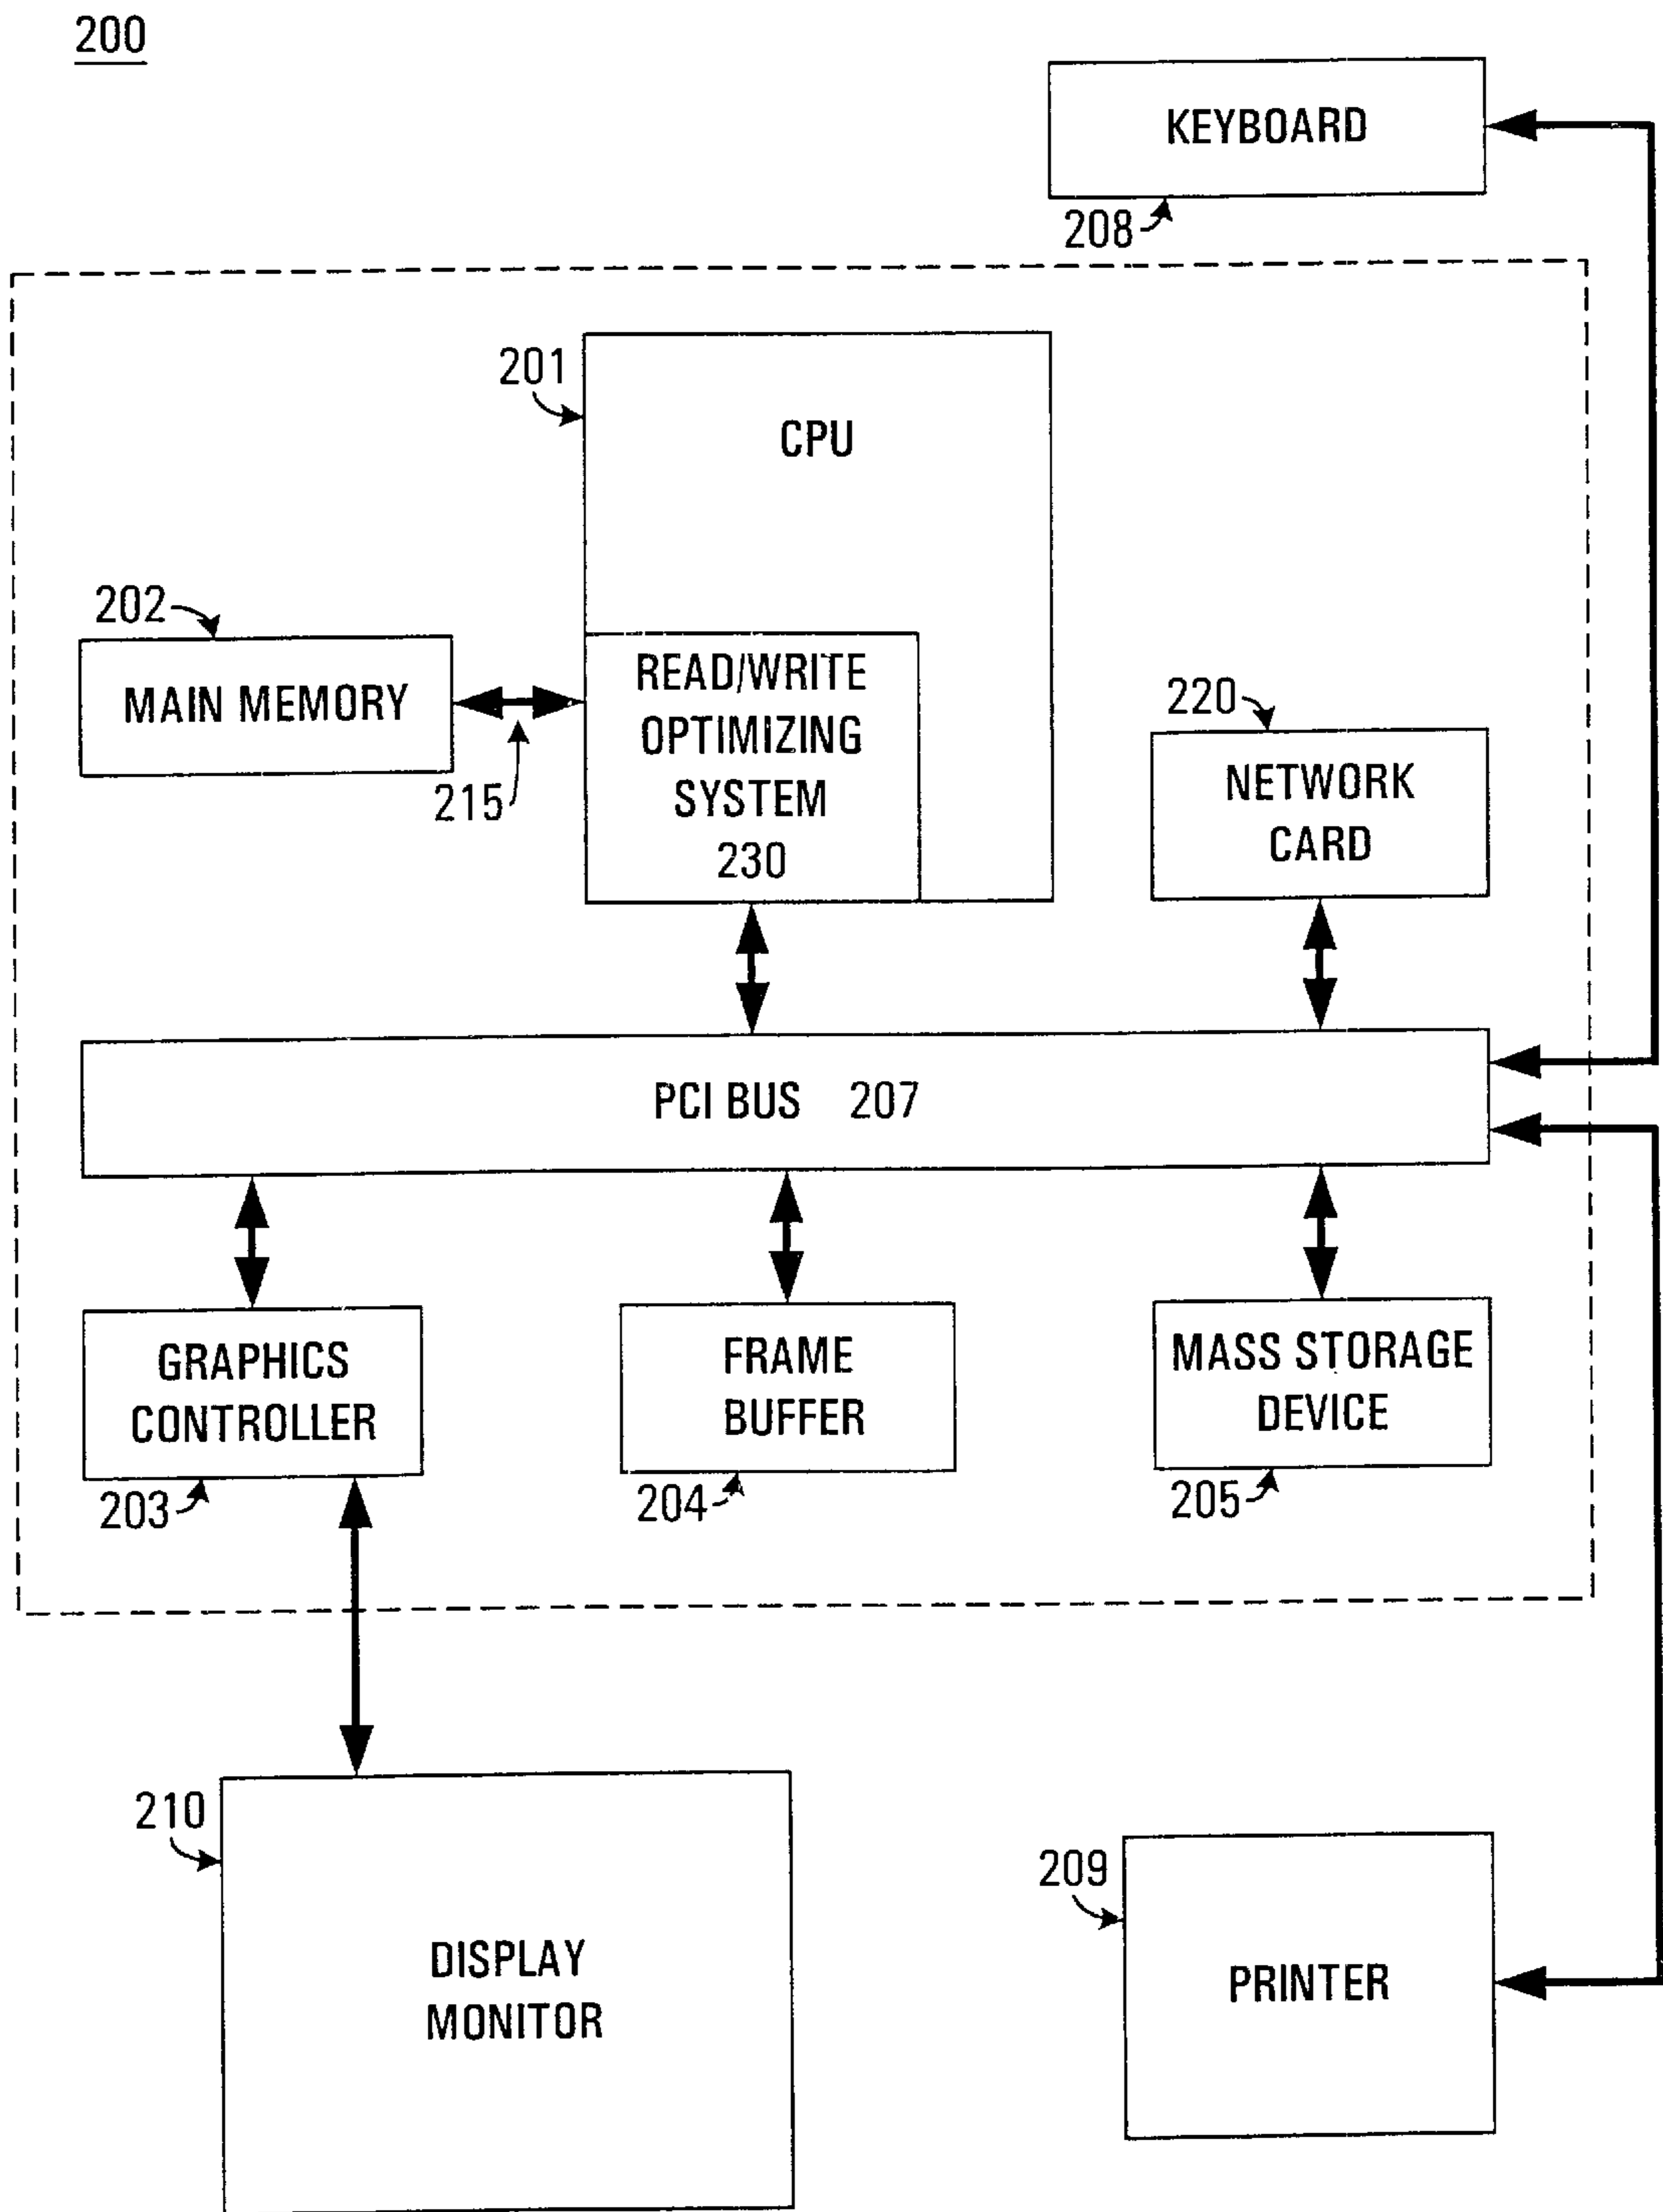 200
KEYBOARD
208
201
CPU
202
MAIN MEMORY
215
READ/WRITE
OPTIMIZING
SYSTEM
230
220
NETWORK
CARD
PCI BUS 207
GRAPHICS
CONTROLLER
203
FRAME
BUFFER
204
MASS STORAGE
DEVICE
205
210
DISPLAY
MONITOR
209
PRINTER